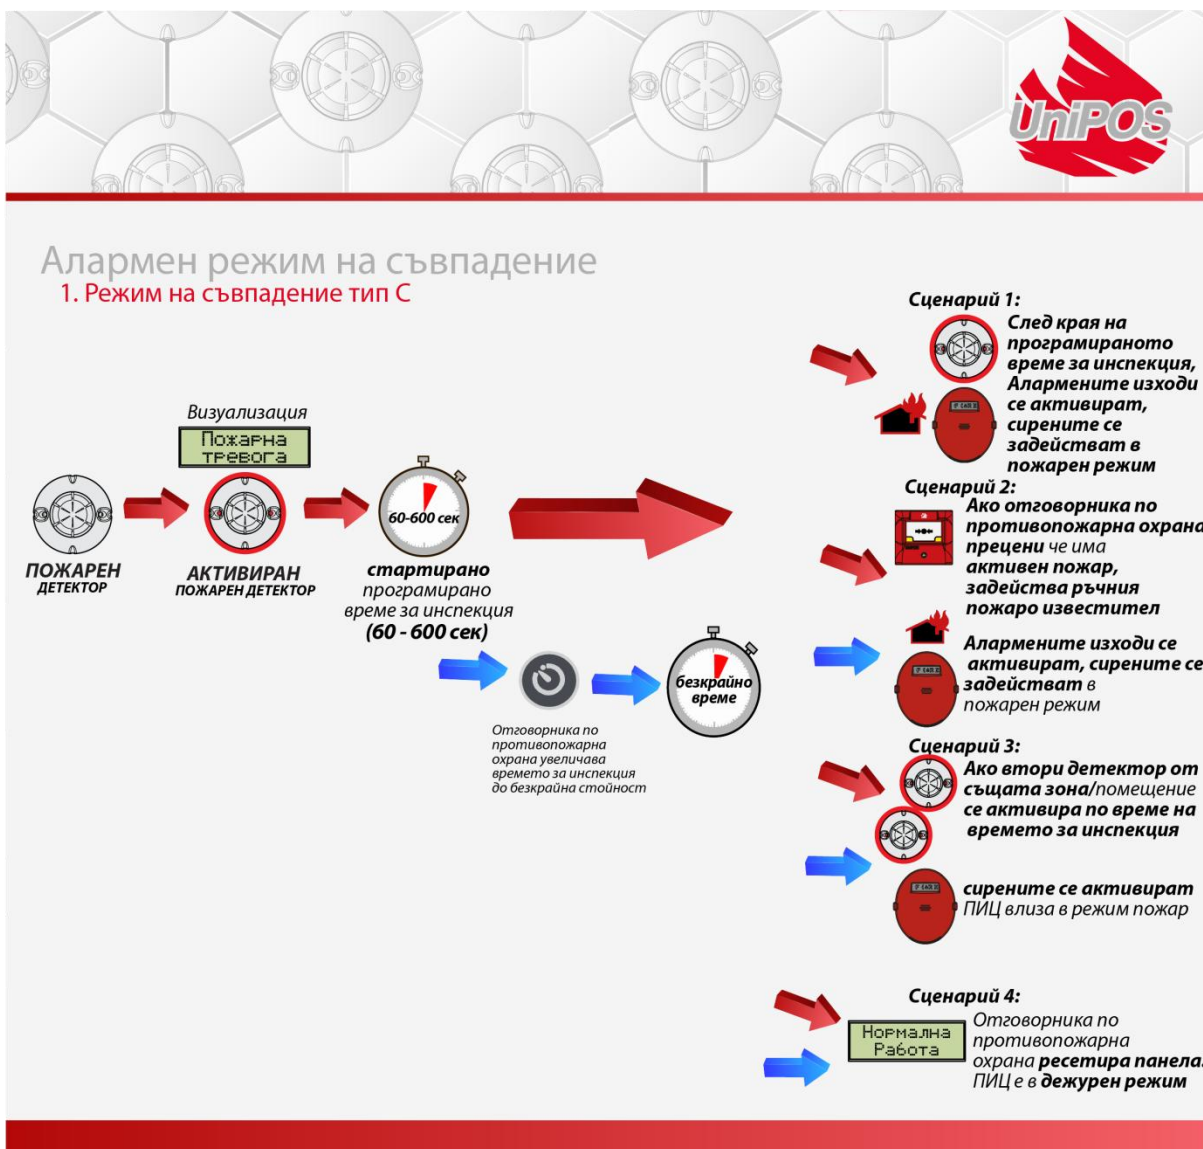 UniPOS
Алармен режим на съвпадение
1. Режим на съвпадение тип C
Визуализация
Пожарна
тревога
ПОЖАРЕН
ДЕТЕКТОР
АКТИВИРАН
ПОЖАРЕН ДЕТЕКТОР
60-600 сек
стартирано
програмирано
време за инспекция
(60 - 600 сек)
Отговорника по
противопожарна
охрана увеличава
времето за инспекция
до безкрайна стойност
безкрайно
време
Сценарий 1:
След края на
програмираното
време за инспекция,
Алармените изходи
се активират,
сирените се
задействат в
пожарен режим
Сценарий 2:
Ако отговорника по
противопожарна охрана
прецени че има
активен пожар,
задейства ръчния
пожаро известител
Алармените изходи се
активират, сирените се
задействат в
пожарен режим
Сценарий 3:
Ако втори детектор от
същата зона/помещение
се активира по време на
времето за инспекция
сирените се активират
ПИЦ влиза в режим пожар
Сценарий 4:
Нормална
Работа
Отговорника по
противопожарна
охрана ресетира панела.
ПИЦ е в дежурен режим